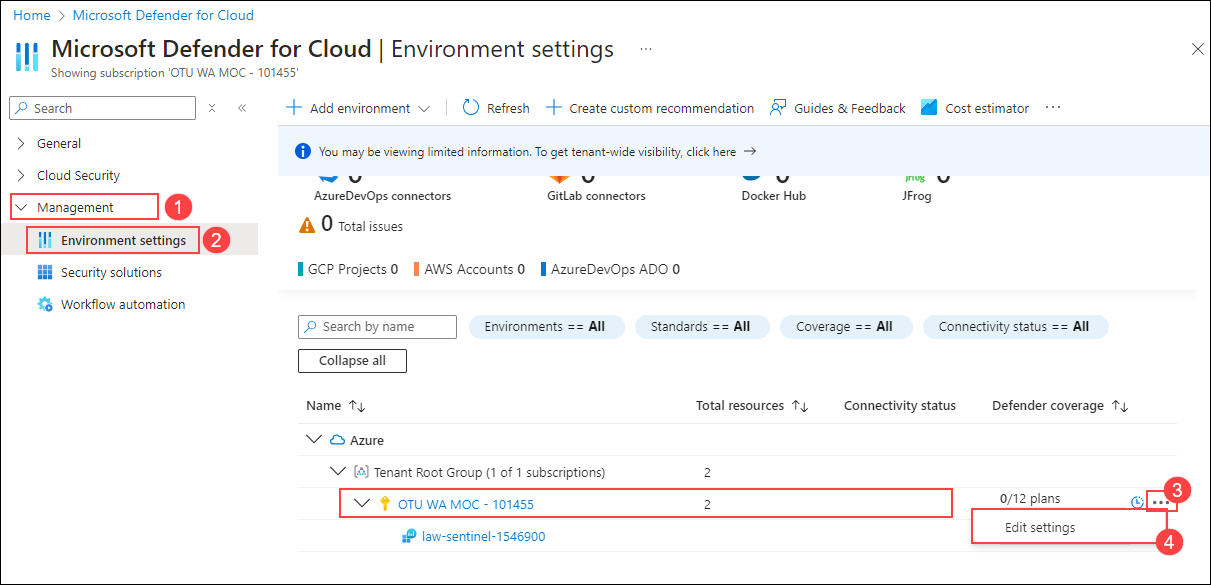 Home > Microsoft Defender for Cloud
Microsoft Defender for Cloud | Environment settings ...
Showing subscription 'OTU WA MOC - 101455'
Search
Add environment
Refresh
Create custom recommendation
Guides & Feedback
Cost estimator
General
Cloud Security
Management 1
Environment settings 2
Security solutions
Workflow automation
You may be viewing limited information. To get tenant-wide visibility, click here →
0 0 0 JFrog 0
AzureDevOps connectors GitLab connectors Docker Hub JFrog
0 Total issues
GCP Projects 0 AWS Accounts 0 AzureDevOps ADO 0
Search by name Environments == All Standards == All Coverage == All Connectivity status == All
Collapse all
Name ↑↓ Total resources ↑↓ Connectivity status Defender coverage ↑↓
Azure
Tenant Root Group (1 of 1 subscriptions) 2
OTU WA MOC - 101455 2 0/12 plans ... 3
Edit settings 4
law-sentinel-1546900